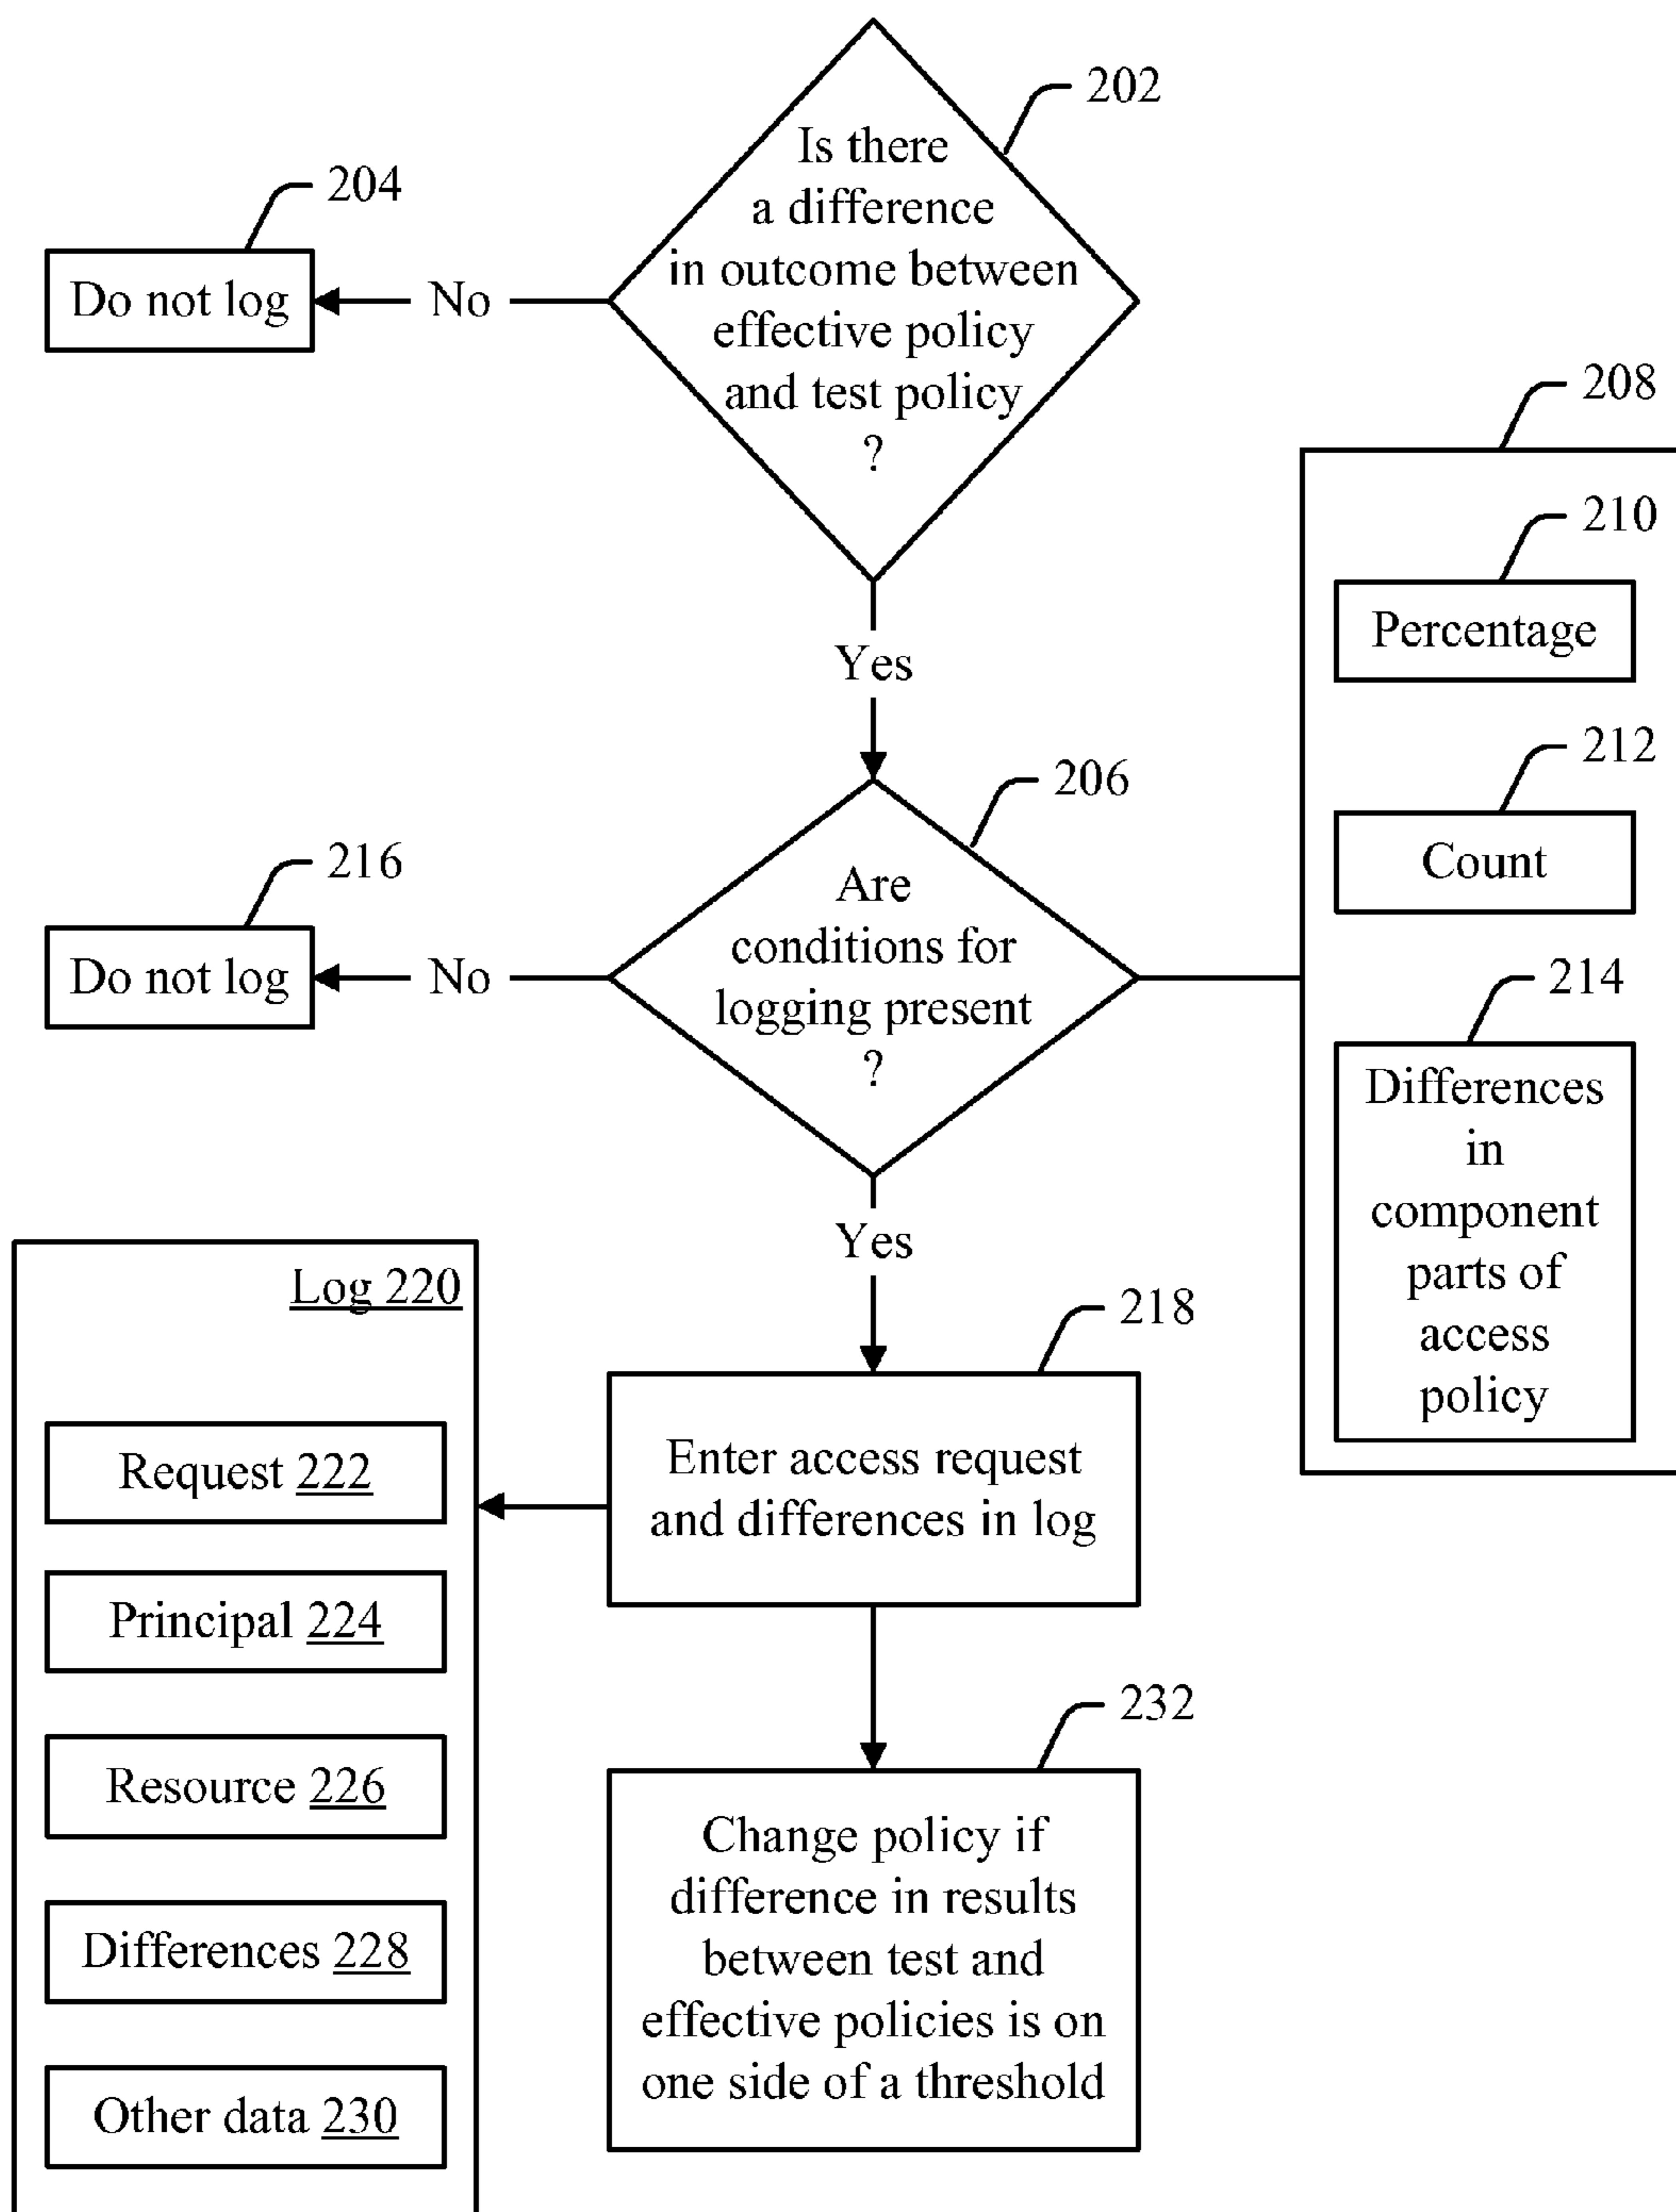 202
Is there
a difference
in outcome between
effective policy
and test policy
?
204
Do not log
No
Yes
208
210
Percentage
212
Count
214
Differences
in
component
parts of
access
policy
206
Are
conditions for
logging present
?
216
Do not log
No
Yes
218
Enter access request
and differences in log
Log 220
Request 222
Principal 224
Resource 226
Differences 228
Other data 230
232
Change policy if
difference in results
between test and
effective policies is on
one side of a threshold